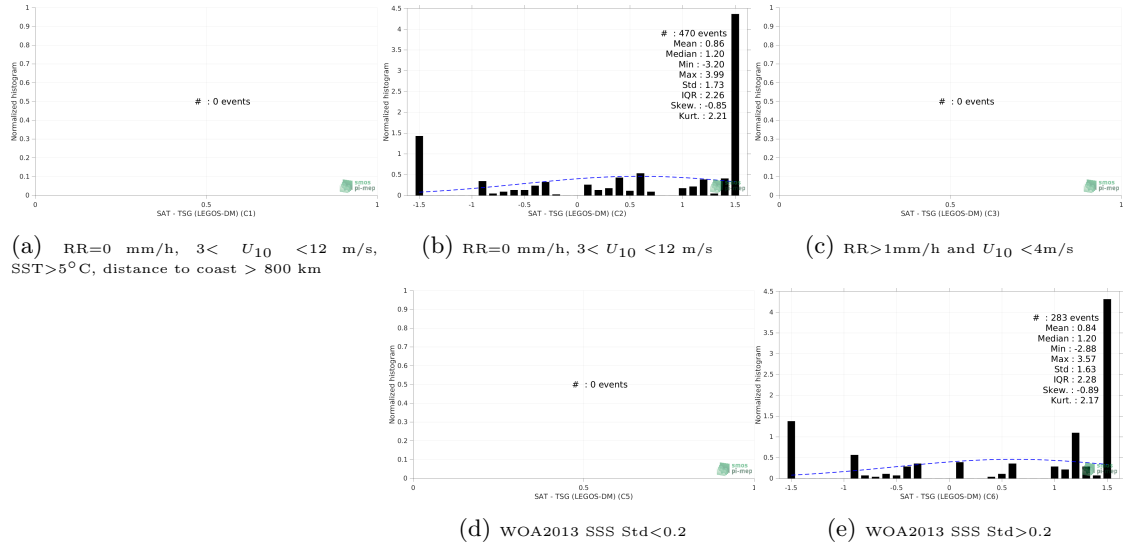 1
0.9
0.8
0.7
0.6
0.5
0.4
0.3
0.2
0.1
0
Normalized histogram
# : 0 events
smos
pi-mep
0
0.5
1
SAT - TSG (LEGOS-DM) (C1)
(a) RR=0 mm/h, 3< U10 <12 m/s,
SST>5°C, distance to coast > 800 km
4.5
4
3.5
3
2.5
2
1.5
1
0.5
0
Normalized histogram
# : 470 events
Mean : 0.86
Median : 1.20
Min : -3.20
Max : 3.99
Std : 1.73
IQR : 2.26
Skew. : -0.85
Kurt. : 2.21
smos
pi-mep
-1.5
-1
-0.5
0
0.5
1
1.5
SAT - TSG (LEGOS-DM) (C2)
(b) RR=0 mm/h, 3< U10 <12 m/s
1
0.9
0.8
0.7
0.6
0.5
0.4
0.3
0.2
0.1
0
Normalized histogram
# : 0 events
smos
pi-mep
0
0.5
1
SAT - TSG (LEGOS-DM) (C3)
(c) RR>1mm/h and U10 <4m/s
1
0.9
0.8
0.7
0.6
0.5
0.4
0.3
0.2
0.1
0
Normalized histogram
# : 0 events
smos
pi-mep
0
0.5
1
SAT - TSG (LEGOS-DM) (C5)
(d) WOA2013 SSS Std<0.2
4.5
4
3.5
3
2.5
2
1.5
1
0.5
0
Normalized histogram
# : 283 events
Mean : 0.84
Median : 1.20
Min : -2.88
Max : 3.57
Std : 1.63
IQR : 2.28
Skew. : -0.89
Kurt. : 2.17
smos
pi-mep
-1.5
-1
-0.5
0
0.5
1
1.5
SAT - TSG (LEGOS-DM) (C6)
(e) WOA2013 SSS Std>0.2